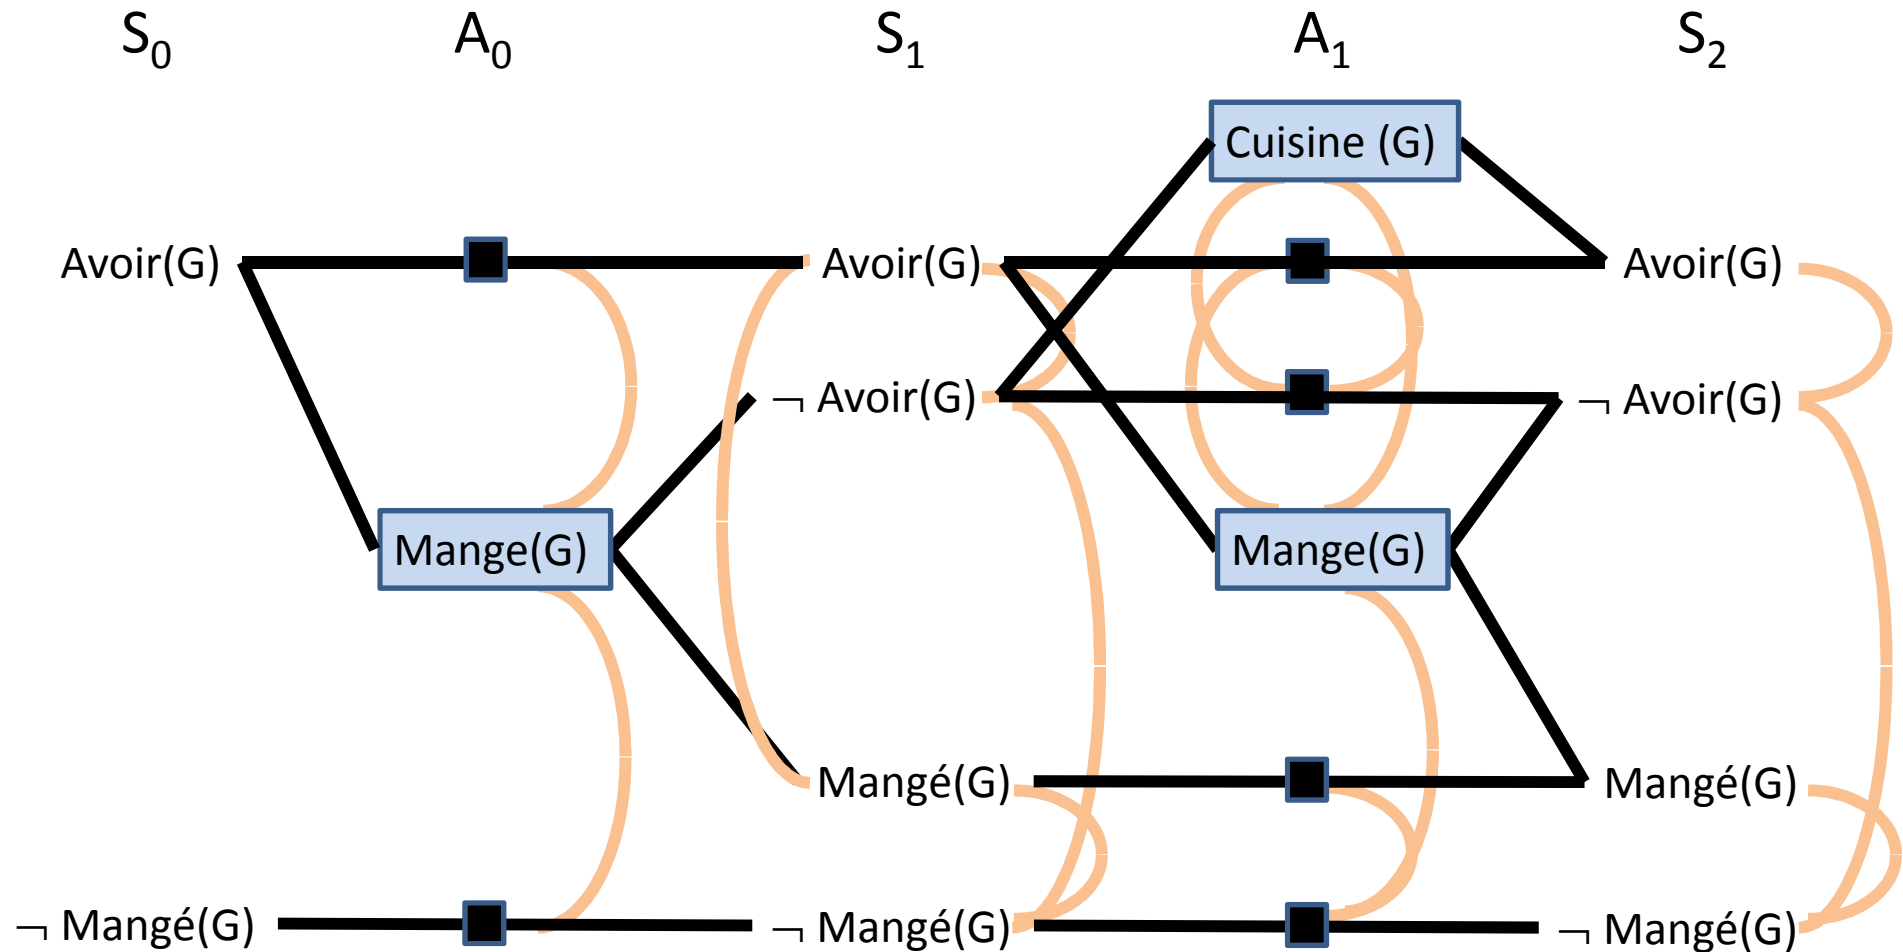 S₀ A₀ S₁ A₁ S₂
Cuisine (G)
Avoir(G) Avoir(G) Avoir(G)
¬ Avoir(G) ¬ Avoir(G)
Mange(G) Mange(G)
Mangé(G) Mangé(G)
¬ Mangé(G) ¬ Mangé(G) ¬ Mangé(G)